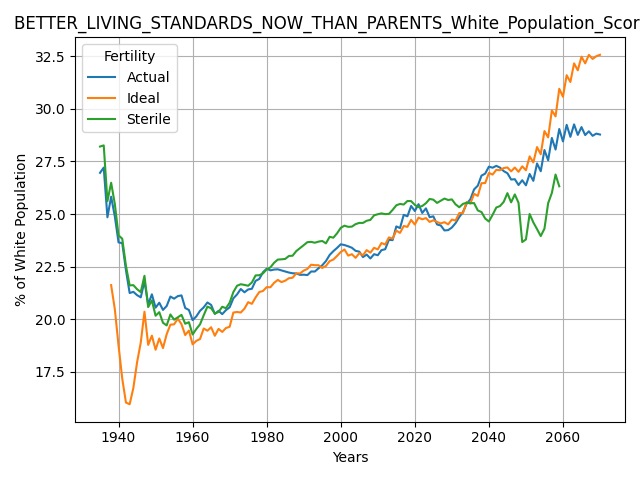 BETTER_LIVING_STANDARDS_NOW_THAN_PARENTS_White_Population_Scor
Fertility
Actual
Ideal
Sterile
% of White Population
32.5
30.0
27.5
25.0
22.5
20.0
17.5
1940 1960 1980 2000 2020 2040 2060
Years